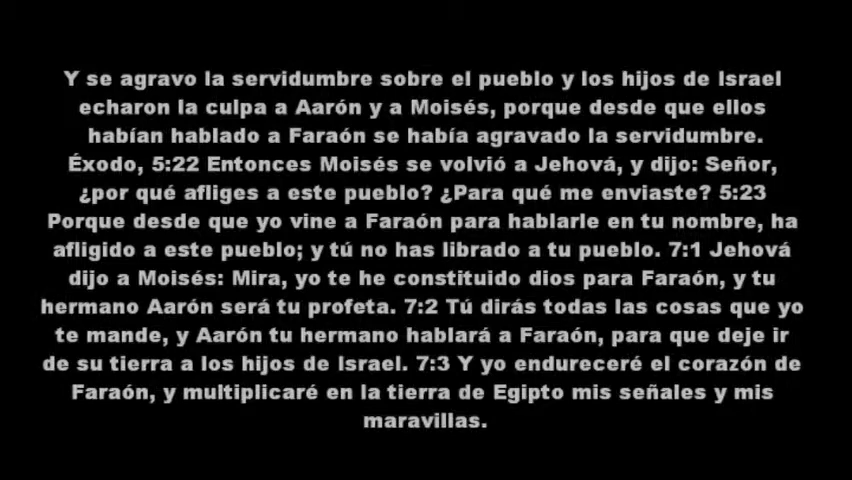 Y se agravo la servidumbre sobre el pueblo y los hijos de Israel
echaron la culpa a Aarón y a Moisés, porque desde que ellos
habían hablado a Faraón se había agravado la servidumbre.
Éxodo, 5:22 Entonces Moisés se volvió a Jehová, y dijo: Señor,
¿por qué afliges a este pueblo? ¿Para qué me enviaste? 5:23
Porque desde que yo vine a Faraón para hablarle en tu nombre, ha
afligido a este pueblo; y tú no has librado a tu pueblo. 7:1 Jehová
dijo a Moisés: Mira, yo te he constituido dios para Faraón, y tu
hermano Aarón será tu profeta. 7:2 Tú dirás todas las cosas que yo
te mande, y Aarón tu hermano hablará a Faraón, para que deje ir
de su tierra a los hijos de Israel. 7:3 Y yo endureceré el corazón de
Faraón, y multiplicaré en la tierra de Egipto mis señales y mis
maravillas.